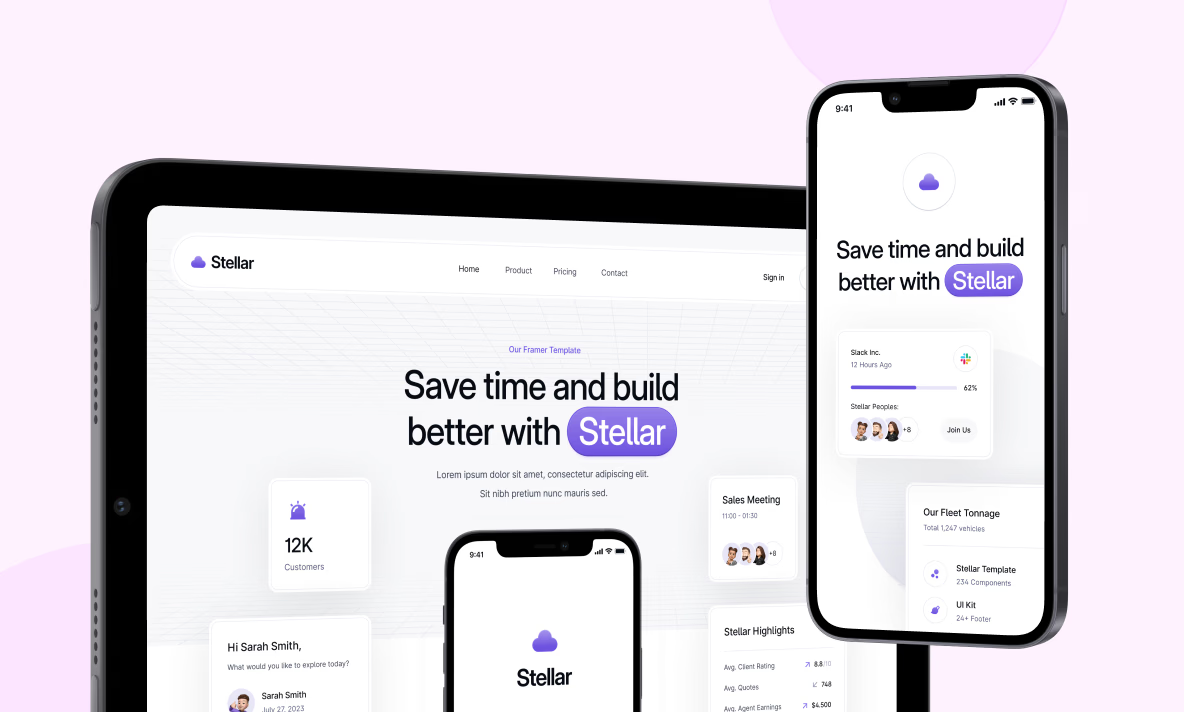 Stellar
Home
Product
Pricing
Contact
Sign in
Our Framer Template
Save time and build
better with Stellar
Lorem ipsum dolor sit amet, consectetur adipiscing elit.
Sit nibh pretium nunc mauris sed.
12K
Customers
Hi Sarah Smith,
What would you like to explore today?
Sarah Smith
July 27, 2023
9:41
Stellar
Sales Meeting
11:00 - 01:30
+8
Stellar Highlights
Avg. Client Rating
8.8/10
Avg. Quotes
748
Avg. Agent Earnings
$4.500
9:41
Save time and build
better with Stellar
Slack Inc.
12 Hours Ago
62%
Stellar Peoples:
+8
Join Us
Our Fleet Tonnage
Total 1,247 vehicles
Stellar Template
234 Components
UI Kit
24+ Footer